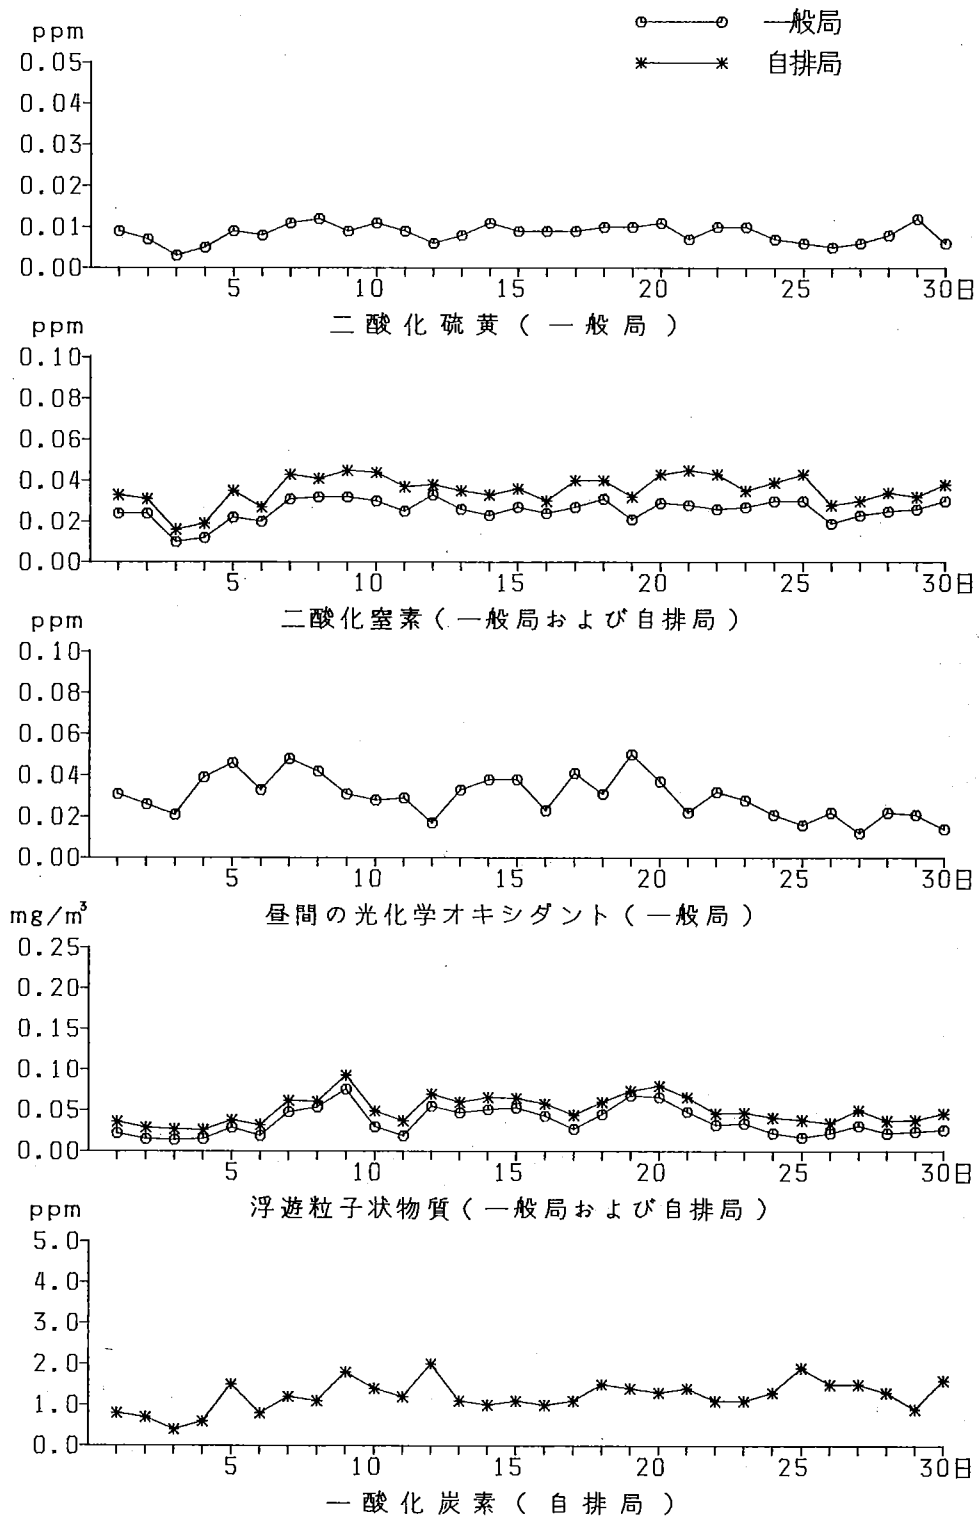 一般局
自排局
ppm
0.05
0.04
0.03
0.02
0.01
0.00
5 10 15 20 25 30日
二酸化硫黄(一般局)
ppm
0.10
0.08
0.06
0.04
0.02
0.00
5 10 15 20 25 30日
二酸化窒素(一般局および自排局)
ppm
0.10
0.08
0.06
0.04
0.02
0.00
5 10 15 20 25 30日
昼間の光化学オキシダント(一般局)
mg/m³
0.25
0.20
0.15
0.10
0.05
0.00
5 10 15 20 25 30日
浮遊粒子状物質(一般局および自排局)
ppm
5.0
4.0
3.0
2.0
1.0
0.0
5 10 15 20 25 30日
一酸化炭素(自排局)